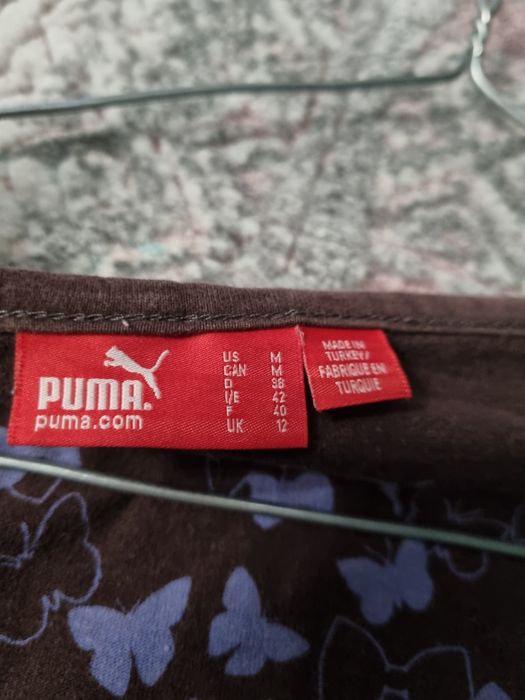 PUMA.
puma.com
US M
CAN M
D 38
I/E 42
F 40
UK 12
MADE IN
TURKEY/
FABRIQUE EN
TURQUIE